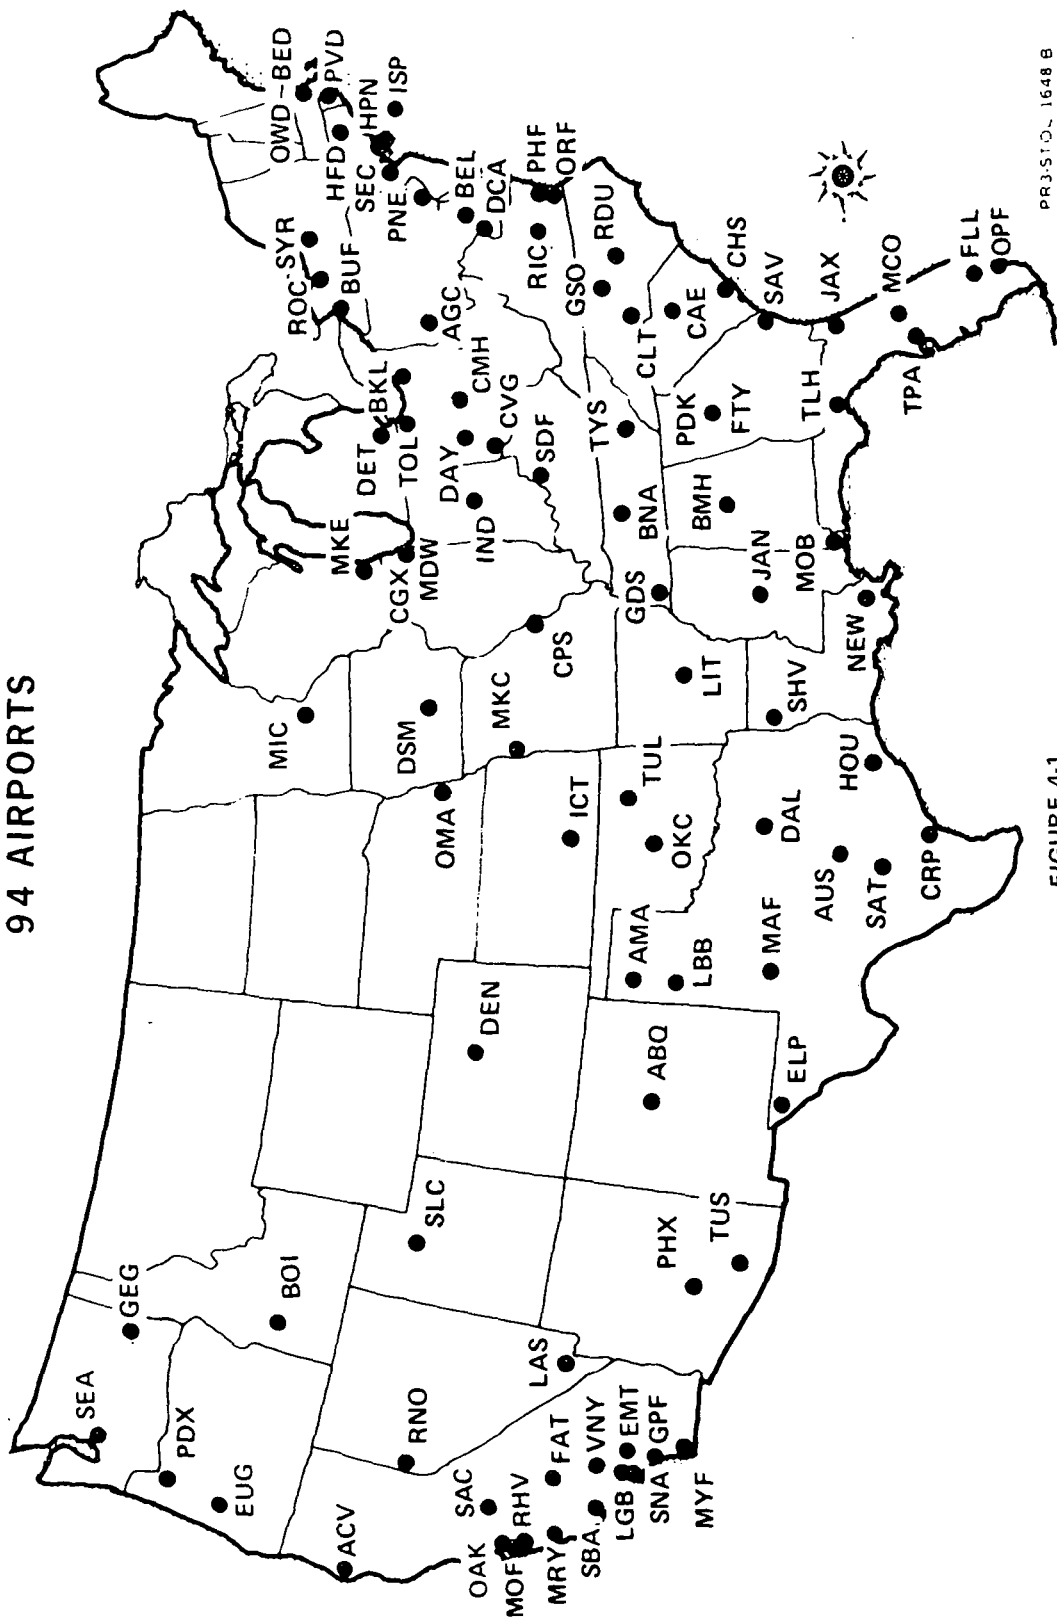 94 AIRPORTS
SEA
GEG
PDX
EUG
BOI
ACV
RNO
SLC
SAC
OAK
MOF
RHV
MRY
FAT
LAS
SBA
VNY
LGB
EMT
SNA
GPF
MYF
PHX
TUS
DEN
ABQ
ELP
AMA
LBB
MAF
OMA
ICT
OKC
TUL
DAL
AUS
SAT
CRP
HOU
MIC
DSM
MKC
CPS
LIT
SHV
NEW
MKE
CGX
MDW
IND
GDS
JAN
MOB
DET
BKL
TOL
DAY
CMH
CVG
SDF
TYS
BNA
BMH
PDK
FTY
TLH
ROC
SYR
BUF
AGC
OWD-BED
PVD
HFD
HPN
SEC
ISP
PNE
BEL
DCA
PHF
ORF
RIC
RDU
GSO
CLT
CAE
CHS
SAV
JAX
MCO
TPA
FLL
OPF
FIGURE 4-1
PR3-STOL 1648 B